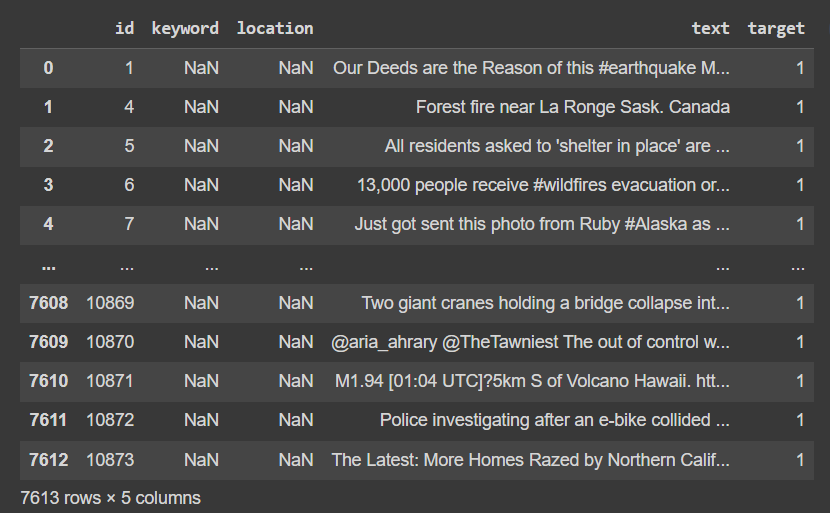 id keyword location text target
0 1 NaN NaN Our Deeds are the Reason of this #earthquake M... 1
1 4 NaN NaN Forest fire near La Ronge Sask. Canada 1
2 5 NaN NaN All residents asked to 'shelter in place' are ... 1
3 6 NaN NaN 13,000 people receive #wildfires evacuation or... 1
4 7 NaN NaN Just got sent this photo from Ruby #Alaska as ... 1
... ... ... ... ... ...
7608 10869 NaN NaN Two giant cranes holding a bridge collapse int... 1
7609 10870 NaN NaN @aria_ahrary @TheTawniest The out of control w... 1
7610 10871 NaN NaN M1.94 [01:04 UTC]?5km S of Volcano Hawaii. htt... 1
7611 10872 NaN NaN Police investigating after an e-bike collided ... 1
7612 10873 NaN NaN The Latest: More Homes Razed by Northern Calif... 1
7613 rows × 5 columns